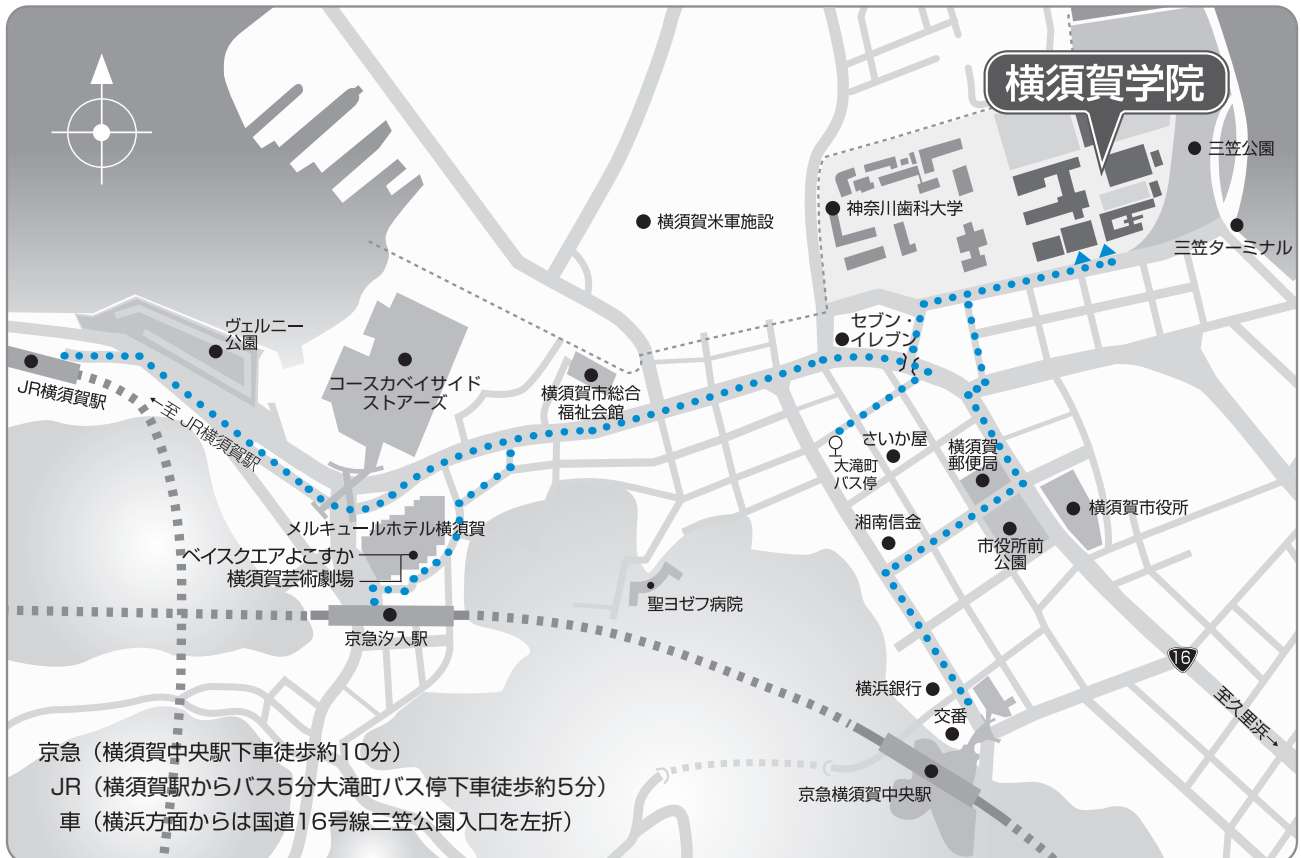 横須賀学院
三笠公園
神奈川歯科大学
横須賀米軍施設
三笠ターミナル
セブン・
イレブン
ヴェルニー
公園
コースカベイサイド
ストアーズ
横須賀市総合
福祉会館
JR横須賀駅
←至 JR横須賀駅
さいか屋
大滝町
バス停
横須賀
郵便局
横須賀市役所
湘南信金
市役所前
公園
メルキュールホテル横須賀
ベイスクエアよこすか
横須賀芸術劇場
聖ヨゼフ病院
京急汐入駅
16
横浜銀行
交番
至久里浜→
京急横須賀中央駅
京急（横須賀中央駅下車徒歩約10分）
JR（横須賀駅からバス5分大滝町バス停下車徒歩約5分）
車（横浜方面からは国道16号線三笠公園入口を左折）